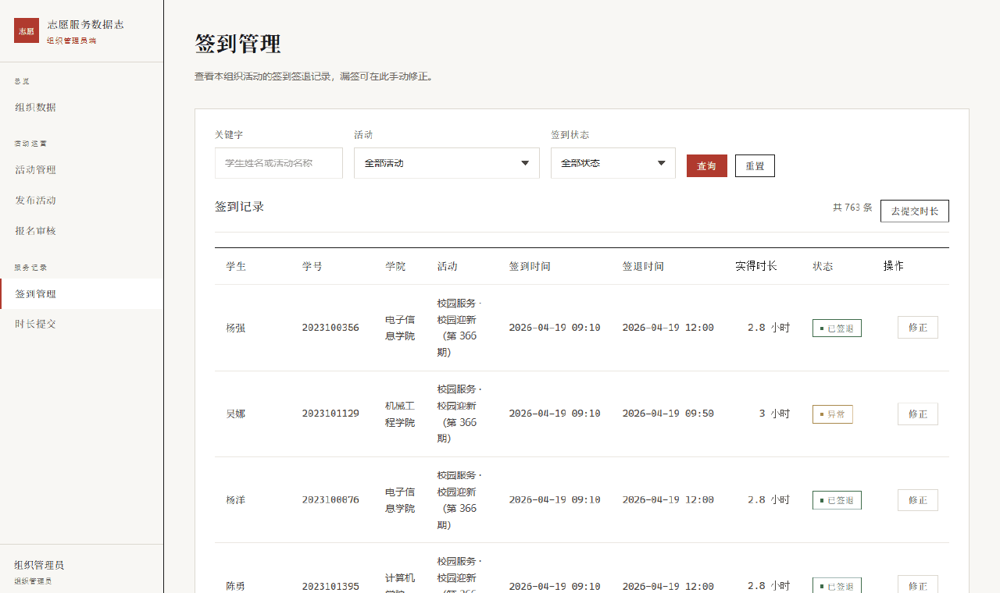 志愿
志愿服务数据志
组织管理员端
总览
组织数据
活动运营
活动管理
发布活动
报名审核
服务记录
签到管理
时长提交
组织管理员
组织管理员
签到管理
查看本组织活动的签到签退记录，漏签可在此手动修正。
关键字 活动 签到状态
学生姓名或活动名称 全部活动 全部状态 查询 重置
签到记录 共 763 条 去提交时长
学生 学号 学院 活动 签到时间 签退时间 实得时长 状态 操作
杨强 2023100356 电子信息学院 校园服务 · 校园迎新（第 366 期） 2026-04-19 09:10 2026-04-19 12:00 2.8 小时 已签退 修正
吴娜 2023101129 机械工程学院 校园服务 · 校园迎新（第 366 期） 2026-04-19 09:10 2026-04-19 09:50 3 小时 异常 修正
杨洋 2023100076 电子信息学院 校园服务 · 校园迎新（第 366 期） 2026-04-19 09:10 2026-04-19 12:00 2.8 小时 已签退 修正
陈勇 2023101395 计算机 校园服务 · 校园迎新 2026-04-19 09:10 2026-04-19 12:00 2.8 小时 已签退 修正